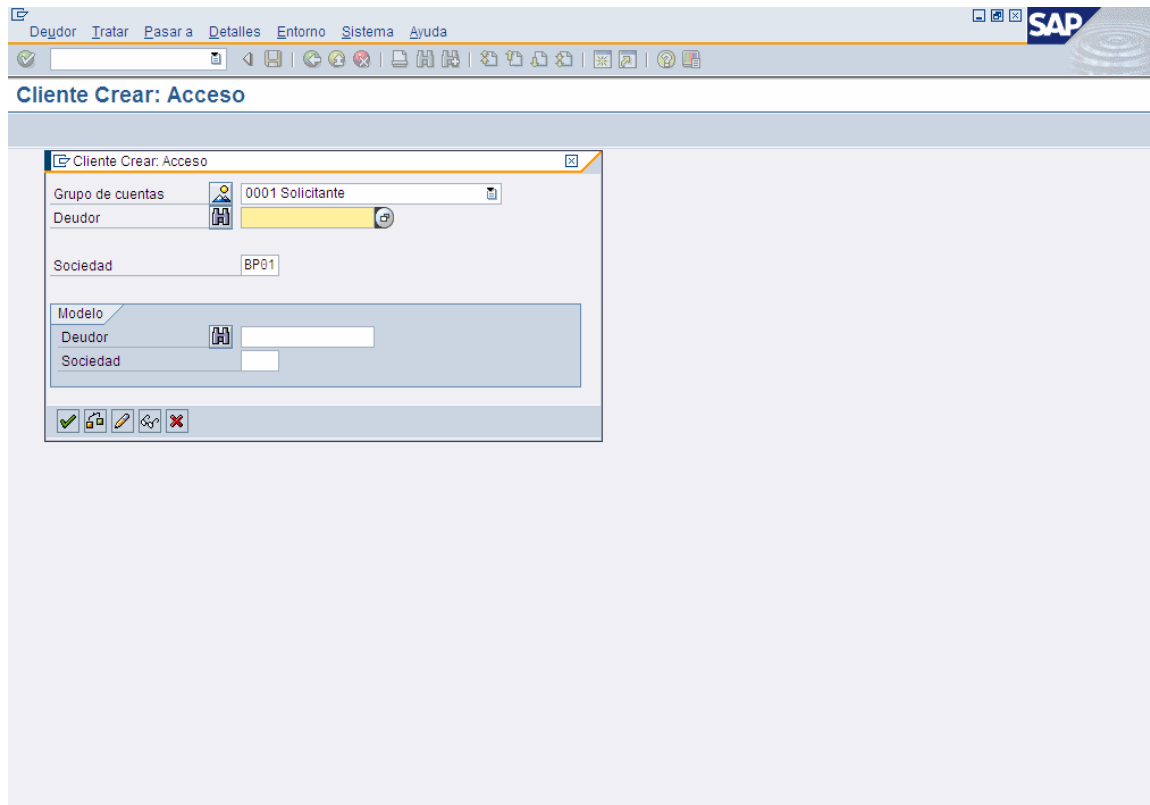 Deudor Tratar Pasar a Detalles Entorno Sistema Ayuda
SAP
Cliente Crear: Acceso
Cliente Crear: Acceso
Grupo de cuentas 0001 Solicitante
Deudor
Sociedad BP01
Modelo
Deudor
Sociedad